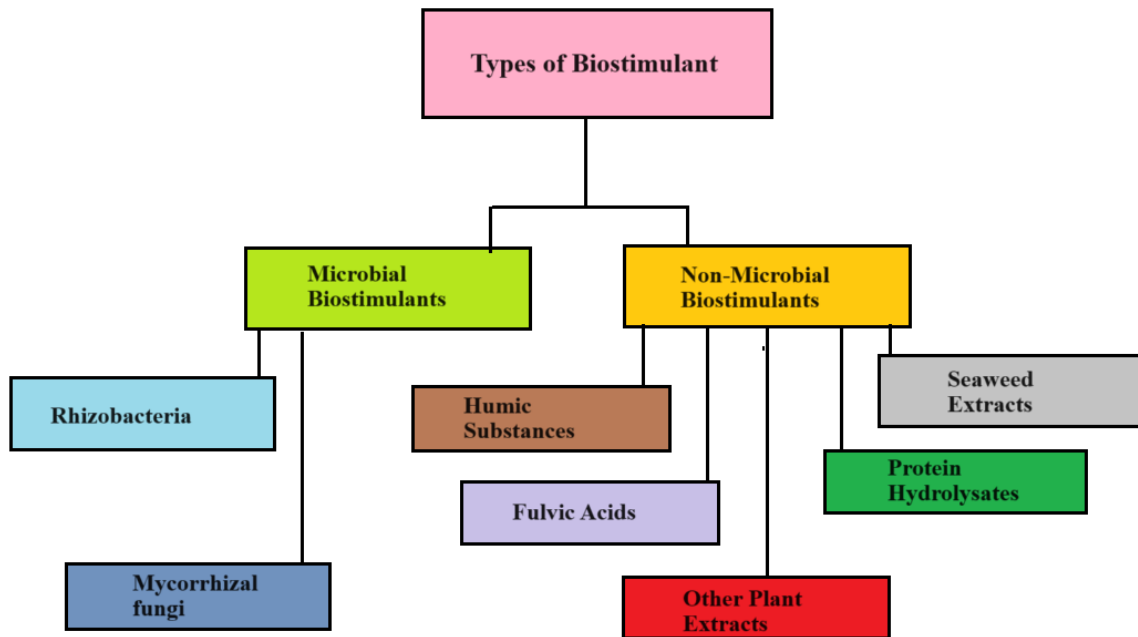 Types of Biostimulant
Microbial
Biostimulants
Non-Microbial
Biostimulants
Rhizobacteria
Humic
Substances
Seaweed
Extracts
Protein
Hydrolysates
Fulvic Acids
Mycorrhizal
fungi
Other Plant
Extracts